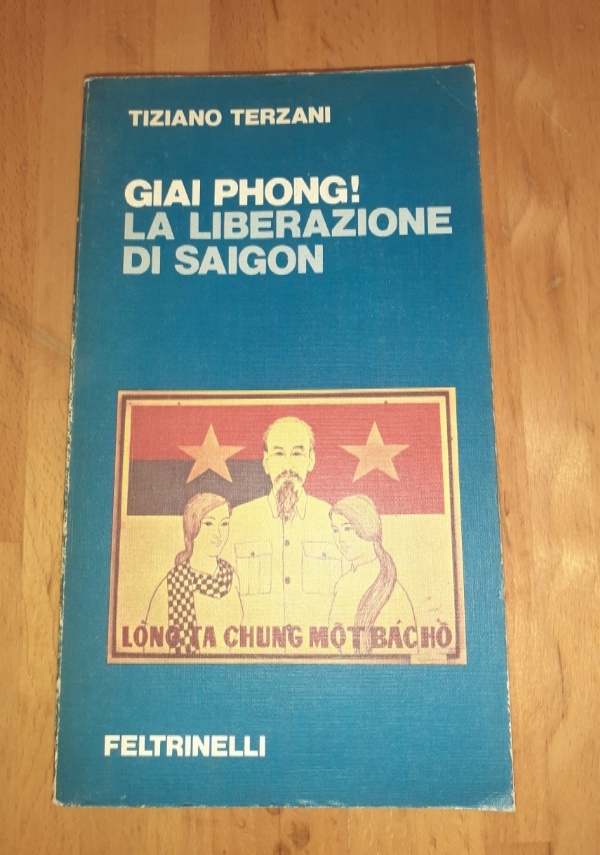 TIZIANO TERZANI
GIAI PHONG!
LA LIBERAZIONE
DI SAIGON
LÒNG TA CHUNG MỘT BÁC HỒ
FELTRINELLI